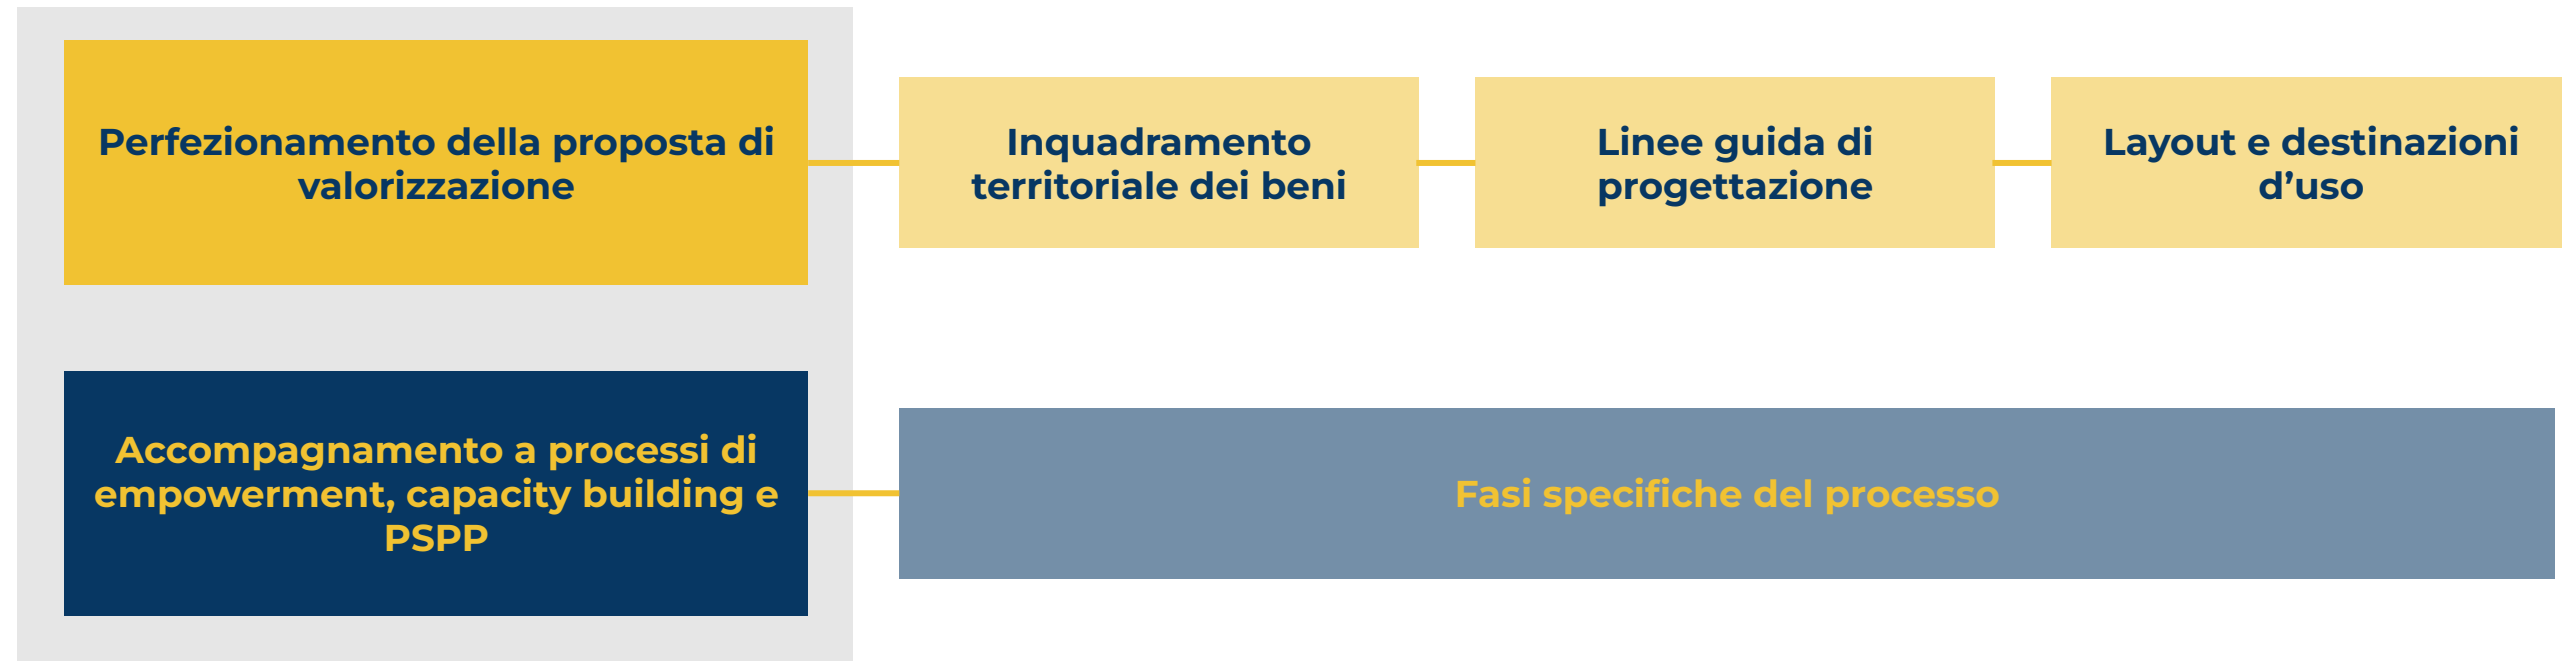 Perfezionamento della proposta di
valorizzazione
Inquadramento
territoriale dei beni
Linee guida di
progettazione
Layout e destinazioni
d’uso
Accompagnamento a processi di
empowerment, capacity building e
PSPP
Fasi specifiche del processo